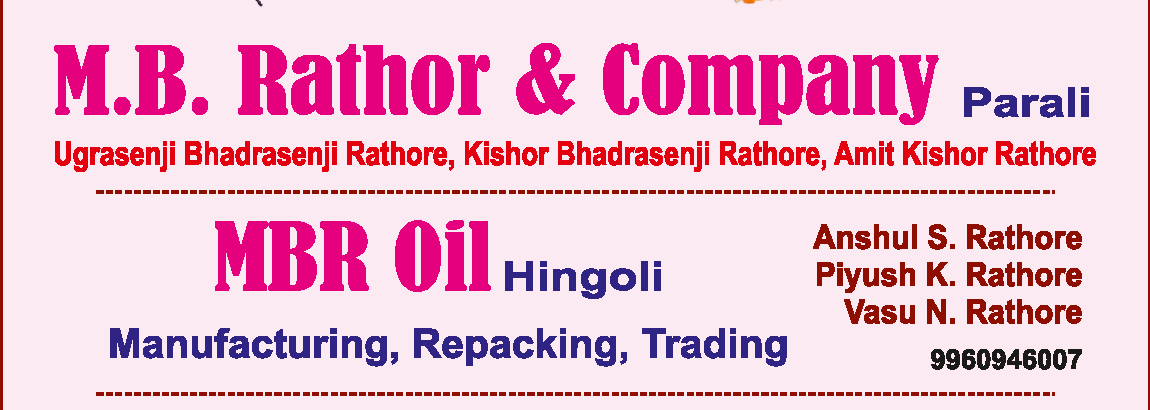 M.B. Rathor & Company Parali
Ugrasenji Bhadrasenji Rathore, Kishor Bhadrasenji Rathore, Amit Kishor Rathore
MBR Oil Hingoli
Manufacturing, Repacking, Trading
Anshul S. Rathore
Piyush K. Rathore
Vasu N. Rathore
9960946007